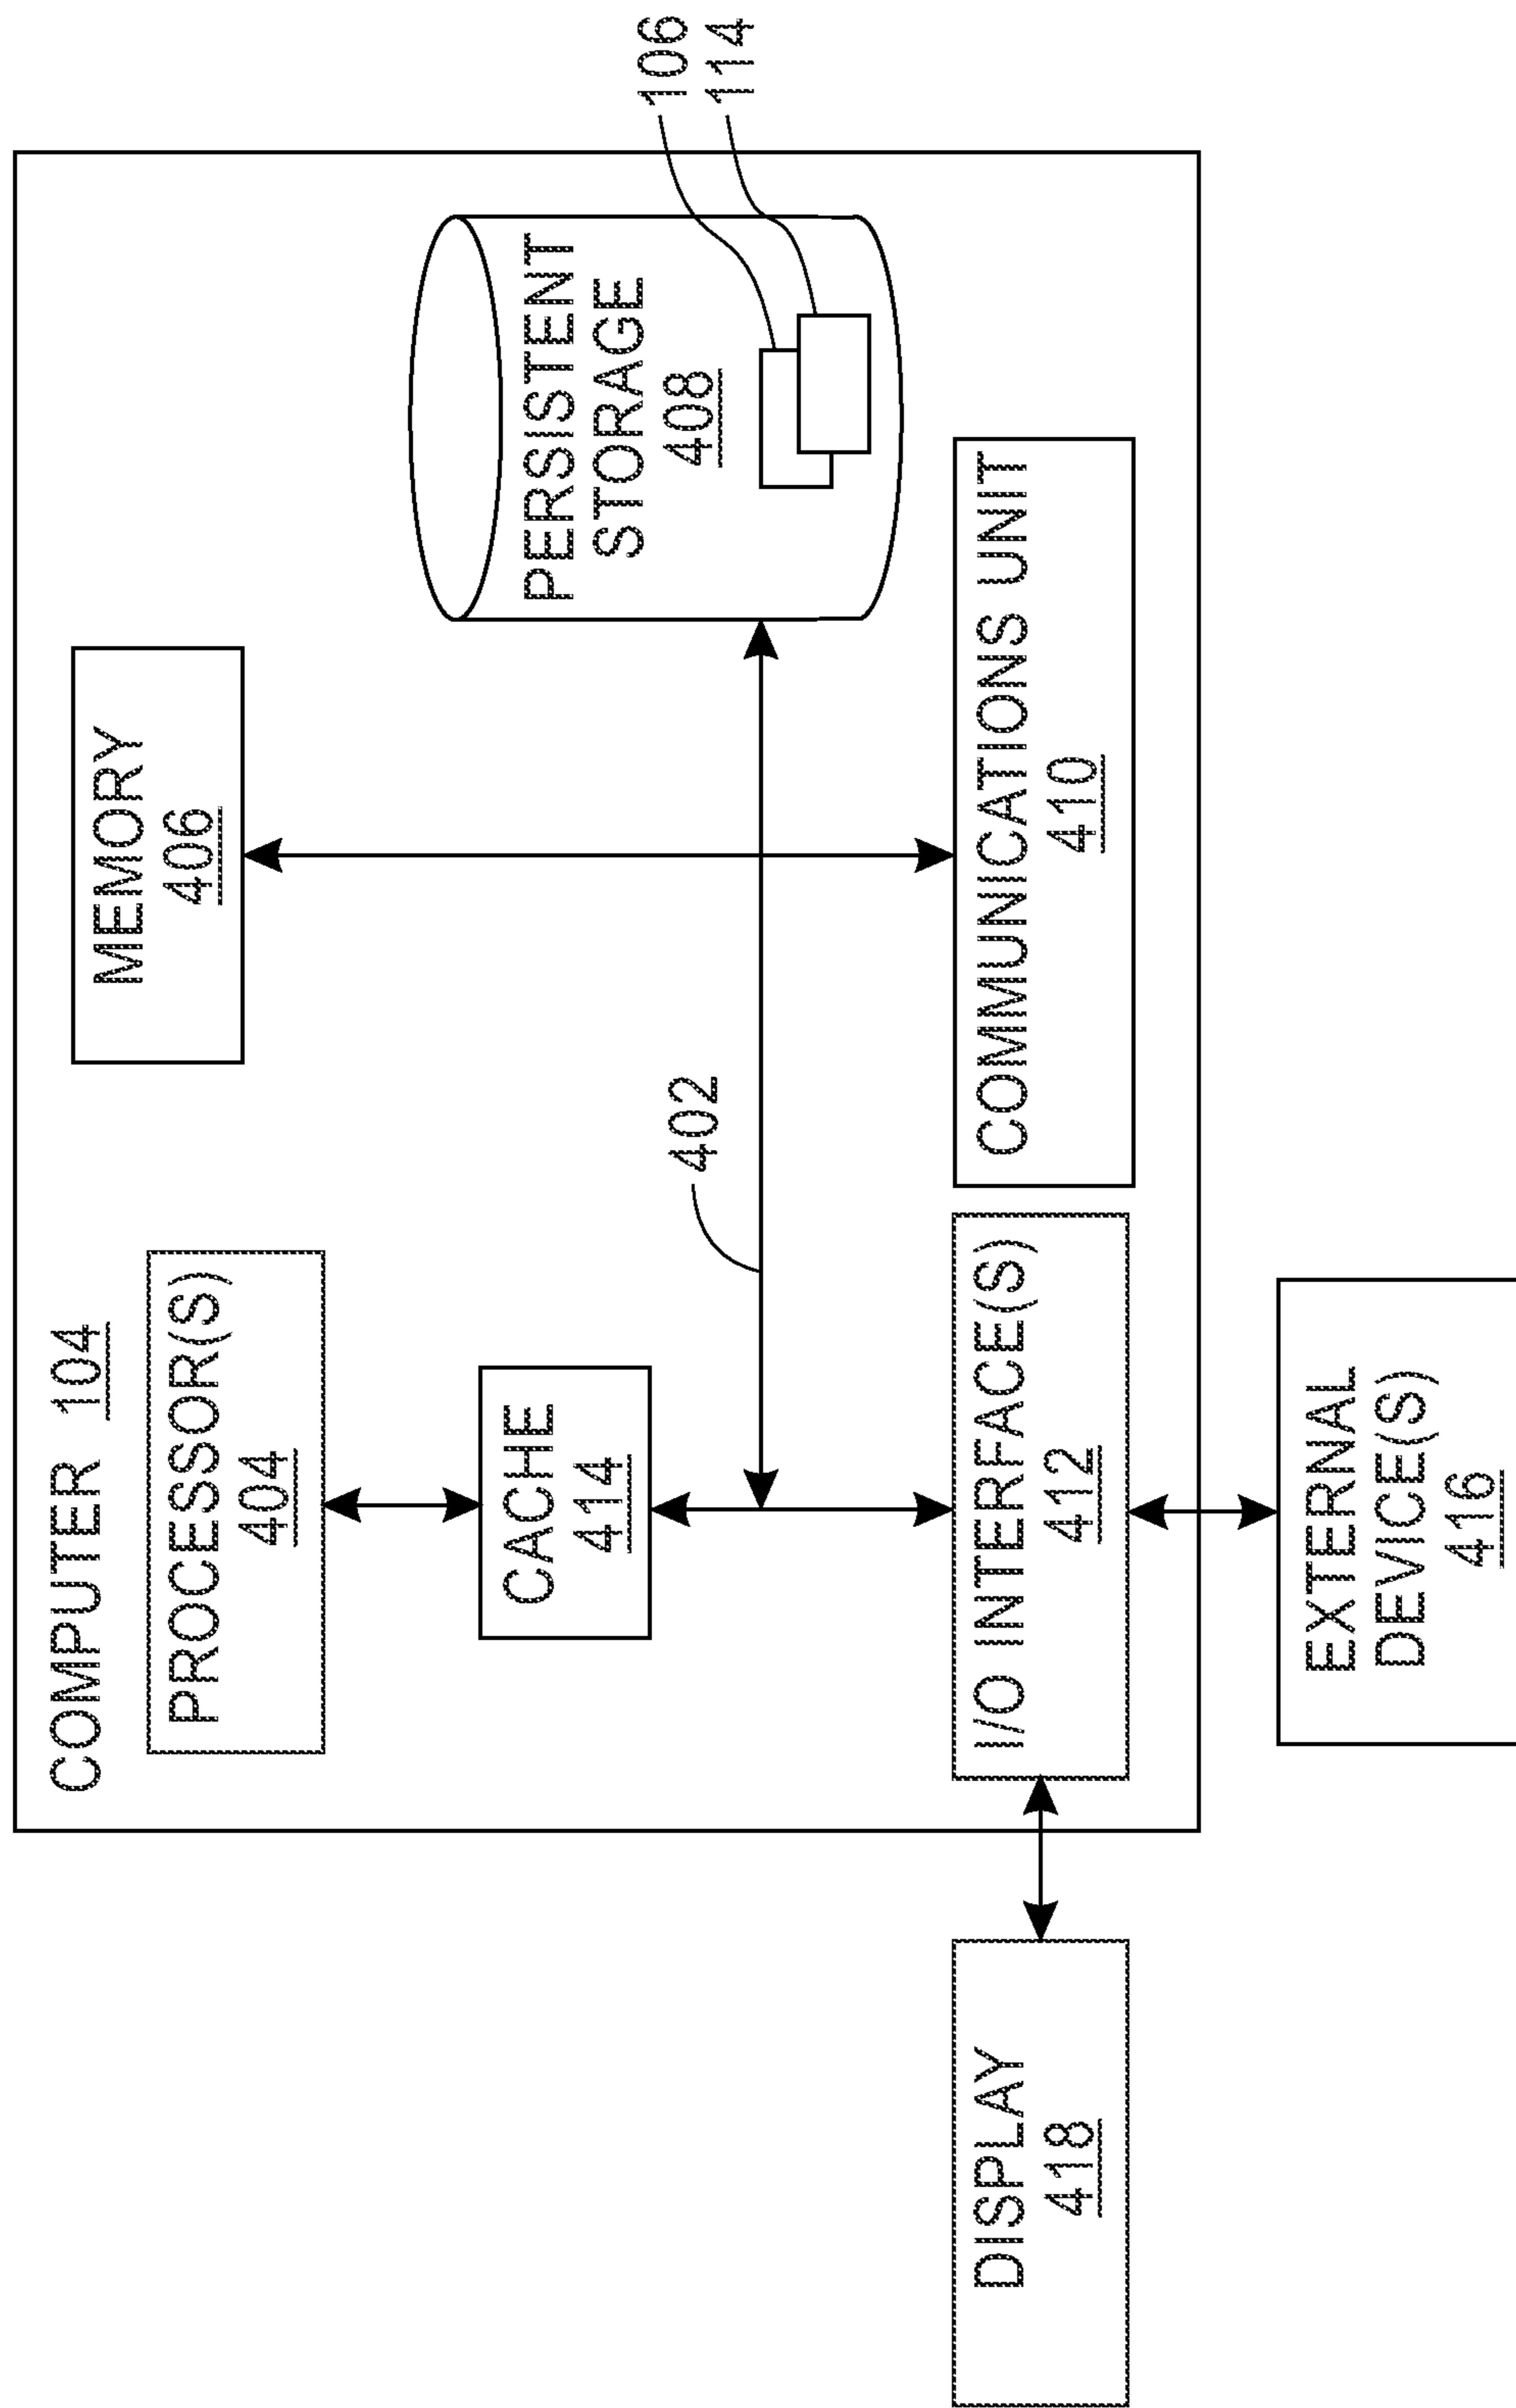 COMPUTER 104
PROCESSOR(S)
404
MEMORY
406
CACHE
414
PERSISTENT
STORAGE
408
106
114
402
I/O INTERFACE(S)
412
COMMUNICATIONS UNIT
410
DISPLAY
418
EXTERNAL
DEVICE(S)
416